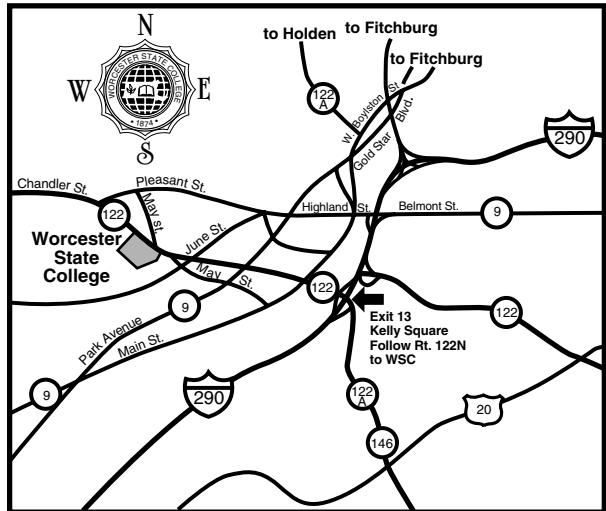 N
to Fitchburg
to Holden
to Fitchburg
WORCESTER STATE COLLEGE
W
E
122
A
W. Boylston St
Blvd.
Gold Star
290
• 1874 •
S
Chandler St.
Pleasant St.
122
May st.
Highland St.
Belmont St.
9
Worcester
State
College
June St.
May St.
122
9
Exit 13
Kelly Square
Follow Rt. 122N
to WSC
122
Park Avenue
Main St.
9
290
122
A
20
146